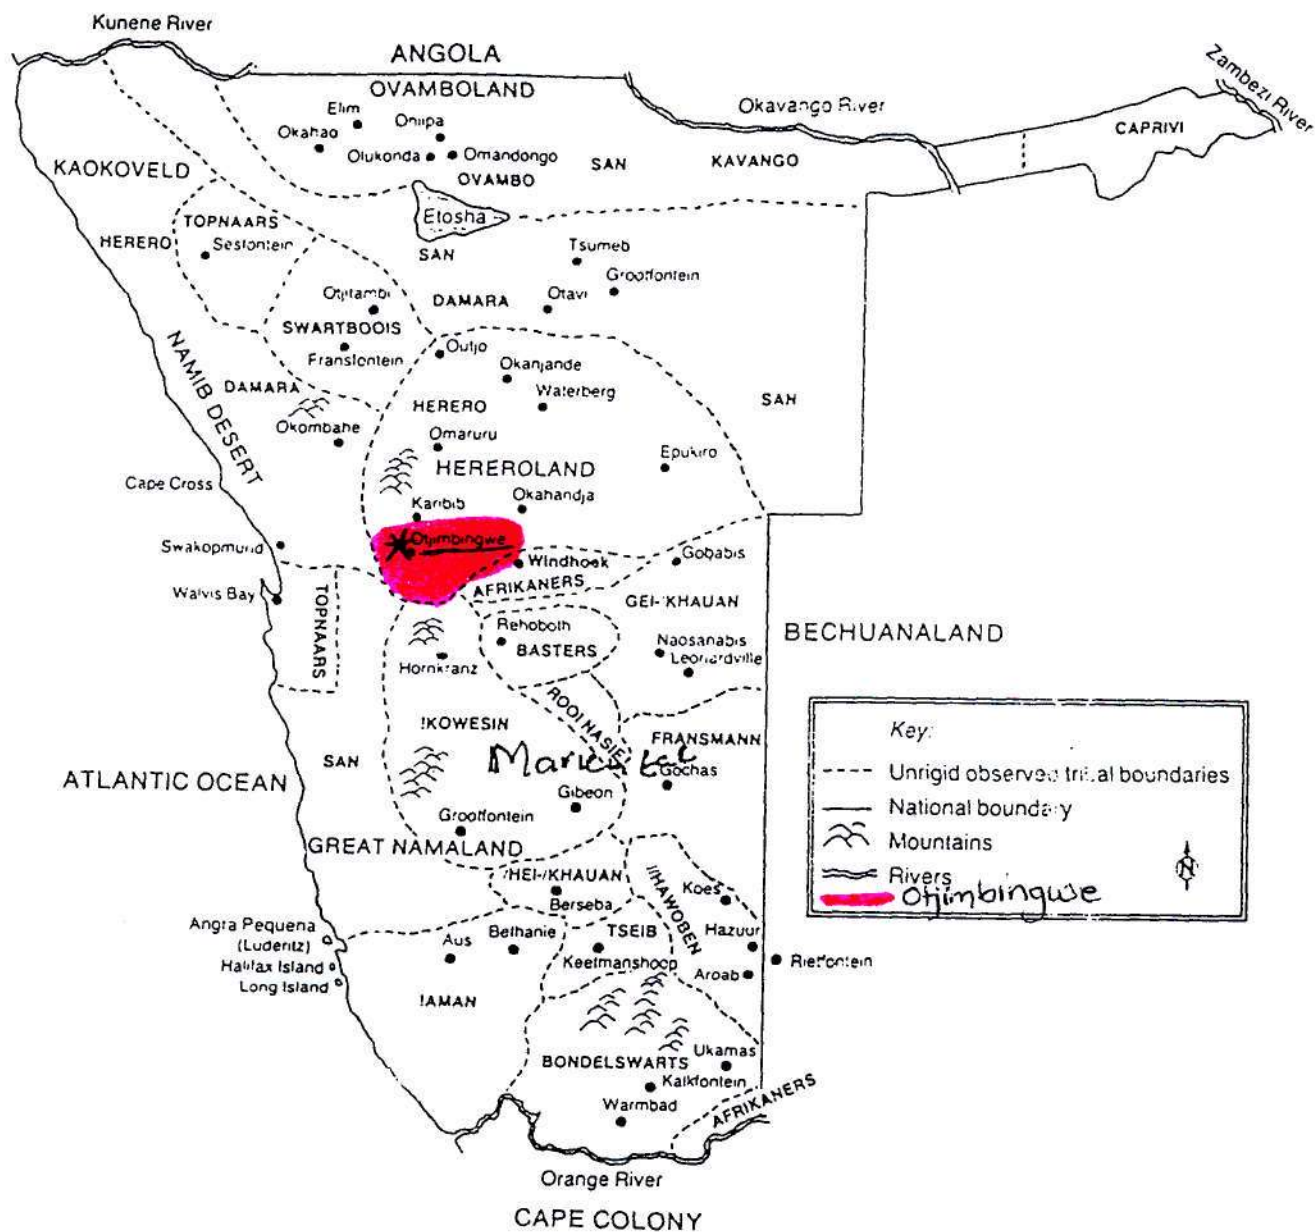 Kunene River
ANGOLA
Zambezi River
OVAMBOLAND
Okavango River
CAPRIVI
Elim
Oniipa
Okahao
Olukonda
Omandongo
SAN
KAVANGO
OVAMBO
KAOKOVELD
Etosha
TOPNAARS
HERERO
Sesfontein
SAN
Tsumeb
Grootfontein
Otjitambi
DAMARA
Otavi
SWARTBOOIS
Fransfontein
Outjo
Okanjande
NAMIB DESERT
DAMARA
Waterberg
SAN
HERERO
Okombahe
Omaruru
Epukiro
HEREROLAND
Cape Cross
Karibib
Okahandja
Otjimbingwe
Swakopmund
Windhoek
Gobabis
AFRIKANERS
Walvis Bay
TOPNAARS
GEI-/KHAUAN
Rehoboth
BASTERS
Naosanabis
Leonardville
BECHUANALAND
Hornkranz
ROOI NASIE
!KOWESIN
FRANSMANN
SAN
Gochas
ATLANTIC OCEAN
Gibeon
Grootfontein
GREAT NAMALAND
/HEI-/KHAUAN
Berseba
//HAWOBEN
Koes
Angra Pequena
(Luderitz)
Halifax Island
Long Island
Aus
Bethanie
TSEIB
Keetmanshoop
Hazuur
Aroab
Rietfontein
!AMAN
BONDELSWARTS
Ukamas
Kalkfontein
Warmbad
AFRIKANERS
Orange River
CAPE COLONY
Key:
Unrigid observed tribal boundaries
National boundary
Mountains
Rivers
Otjimbingwe
N